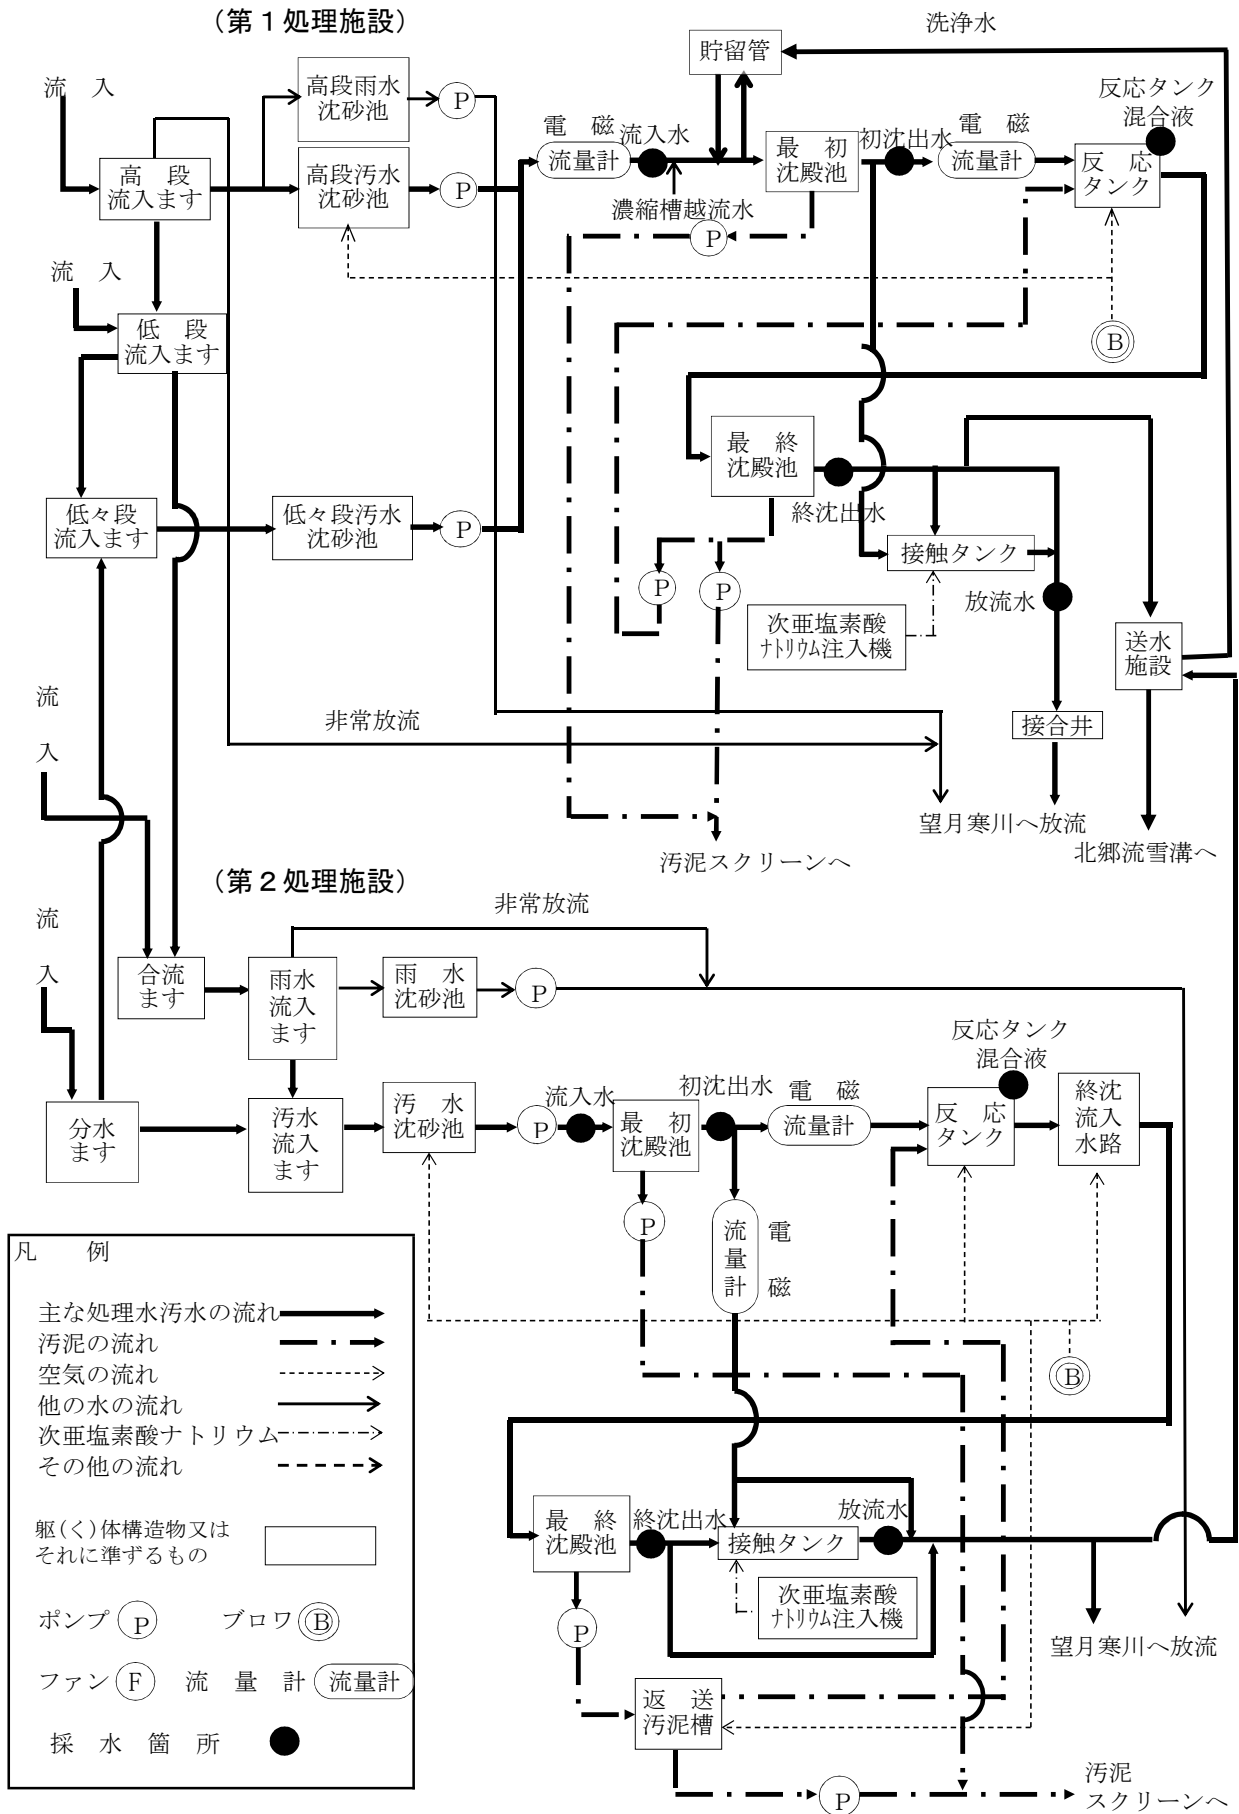 （第１処理施設）
洗浄水
貯留管
流　入
高段雨水
沈砂池
P
反応タンク
混合液
電　磁
流量計
流入水
最　初
沈殿池
初沈出水
電　磁
流量計
反　応
タンク
高　段
流入ます
高段汚水
沈砂池
P
濃縮槽越流水
P
流　入
低　段
流入ます
B
最　終
沈殿池
終沈出水
低々段
流入ます
低々段汚水
沈砂池
P
接触タンク
P
P
放流水
次亜塩素酸
ﾅﾄﾘｳﾑ注入機
送水
施設
流
入
非常放流
接合井
望月寒川へ放流
汚泥スクリーンへ
北郷流雪溝へ
（第２処理施設）
非常放流
流
入
合流
ます
雨水
流入
ます
雨　水
沈砂池
P
反応タンク
混合液
分水
ます
汚水
流入
ます
汚　水
沈砂池
P
流入水
最　初
沈殿池
初沈出水
電　磁
流量計
反　応
タンク
終沈
流入
水路
P
流
量
計
電
磁
B
凡　例
主な処理水汚水の流れ
汚泥の流れ
空気の流れ
他の水の流れ
次亜塩素酸ナトリウム
その他の流れ
躯(く)体構造物又は
それに準ずるもの
ポンプ P　ブロワ B
ファン F　流　量　計　流量計
採　水　箇　所
最　終
沈殿池
終沈出水
接触タンク
放流水
次亜塩素酸
ﾅﾄﾘｳﾑ注入機
P
望月寒川へ放流
返　送
汚泥槽
P
汚泥
スクリーンへ